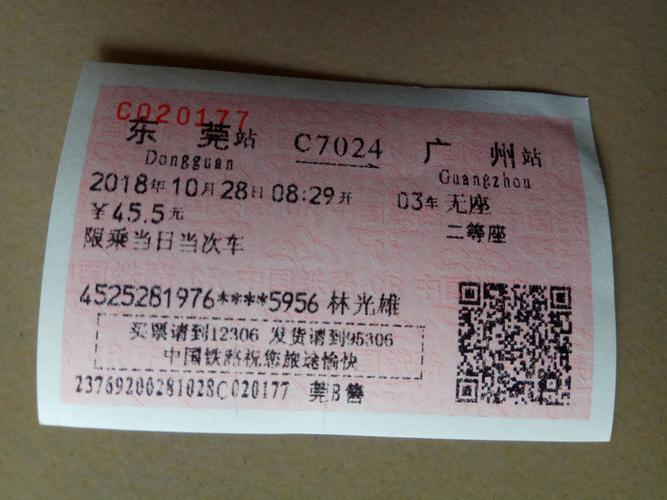 C020177
东莞站 C7024 广州站
Dongguan Guangzhou
2018年10月28日08:29开 03车无座
￥45.5元 二等座
限乘当日当次车
4525281976****5956林光雄
买票请到12306 发货请到95306
中国铁路祝您旅途愉快
23769200281028C020177 莞B售